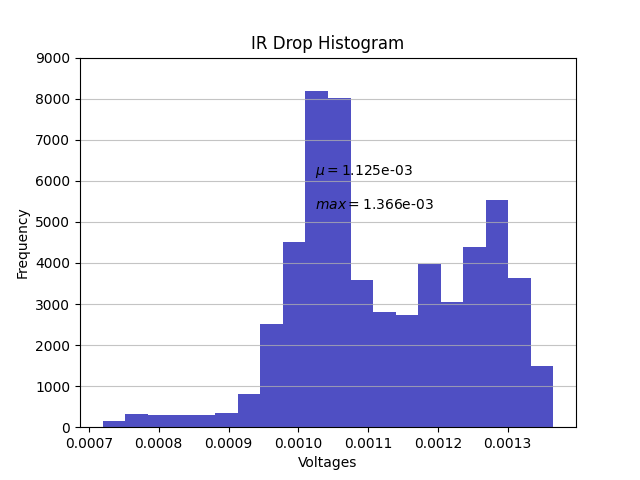 IR Drop Histogram
9000
8000
7000
6000
5000
4000
3000
2000
1000
0
Frequency
μ = 1.125e-03
max = 1.366e-03
0.0007 0.0008 0.0009 0.0010 0.0011 0.0012 0.0013
Voltages